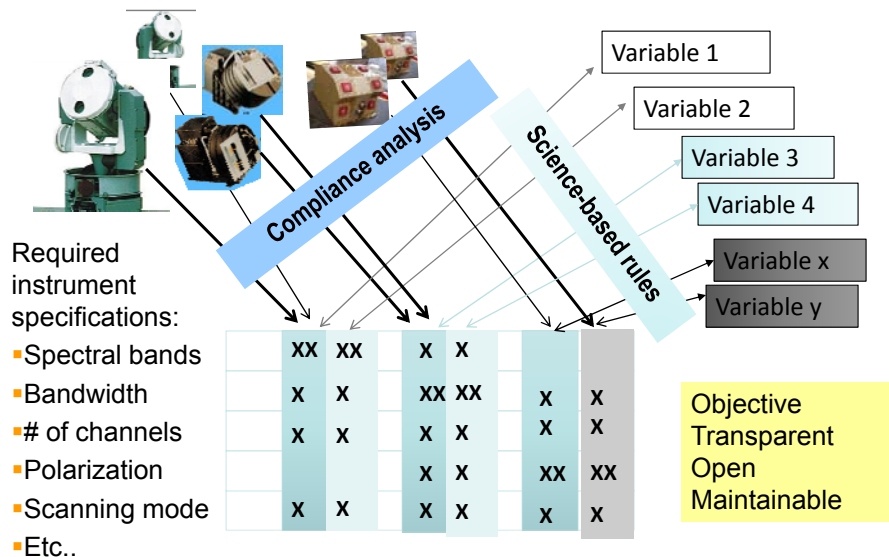 Variable 1
Variable 2
Variable 3
Variable 4
Variable x
Variable y
Compliance analysis
Science-based rules
Required
instrument
specifications:
▪Spectral bands
▪Bandwidth
▪# of channels
▪Polarization
▪Scanning mode
▪Etc..
XX XX X X
X X XX XX X X
X X X X X X
X X XX XX
X X X X X X
Objective
Transparent
Open
Maintainable